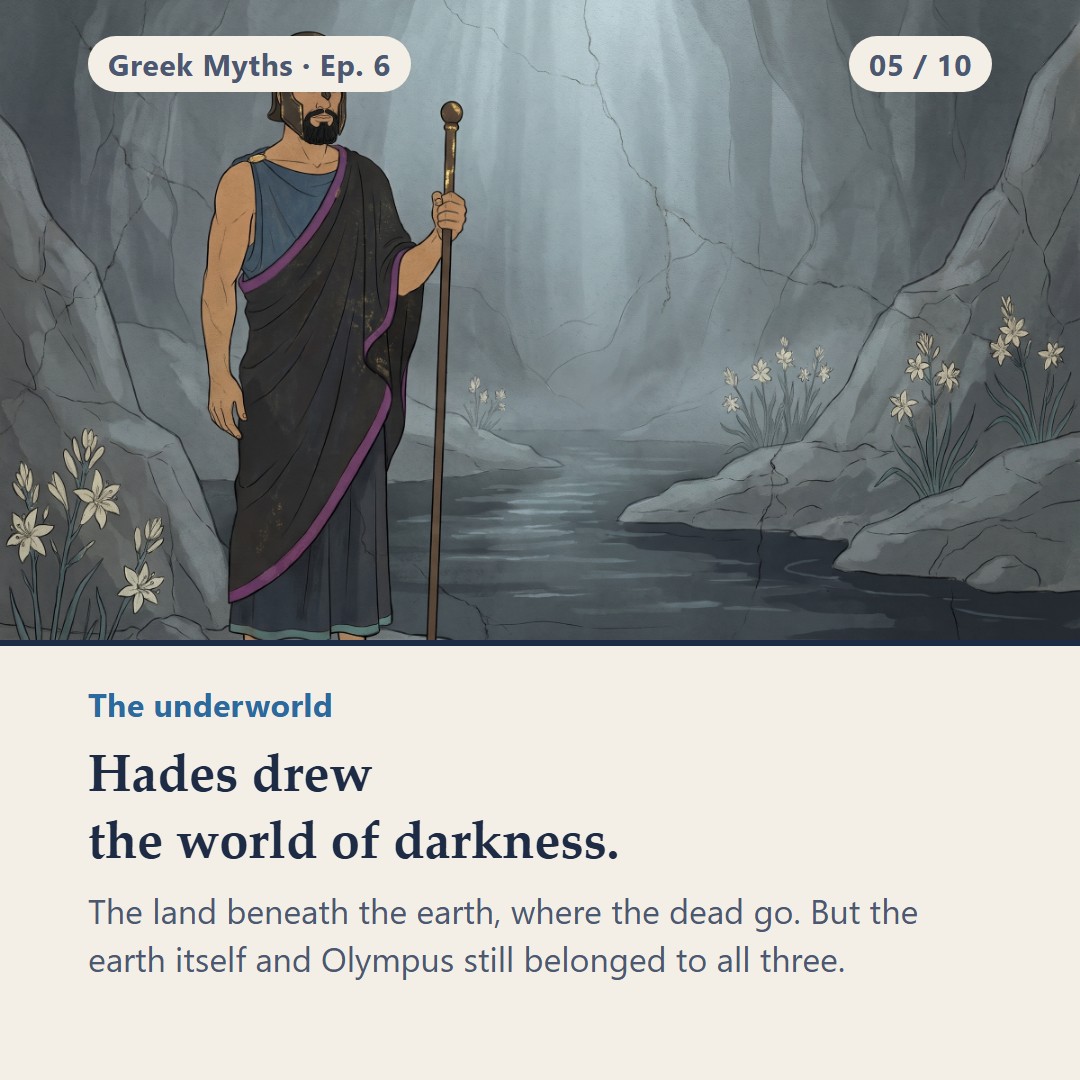 Greek Myths · Ep. 6
05 / 10
The underworld
Hades drew
the world of darkness.
The land beneath the earth, where the dead go. But the
earth itself and Olympus still belonged to all three.